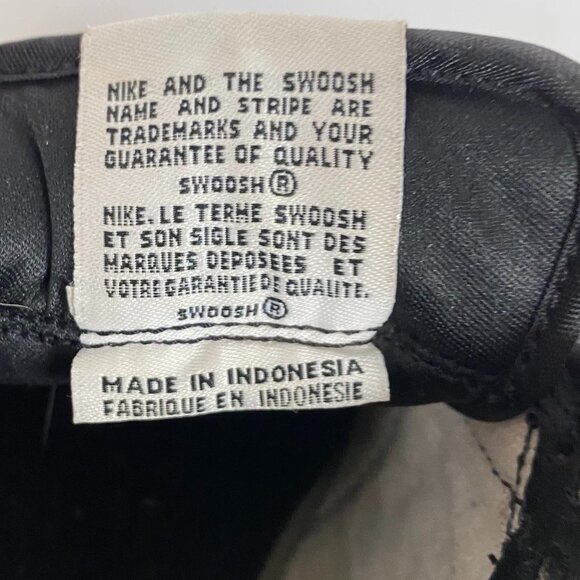 NIKE AND THE SWOOSH
NAME AND STRIPE ARE
TRADEMARKS AND YOUR
GUARANTEE OF QUALITY
SWOOSH®
NIKE. LE TERME SWOOSH
ET SON SIGLE SONT DES
MARQUES DEPOSEES ET
VOTRE GARANTIE DE QUALITE.
SWOOSH®
MADE IN INDONESIA
FABRIQUE EN INDONESIE